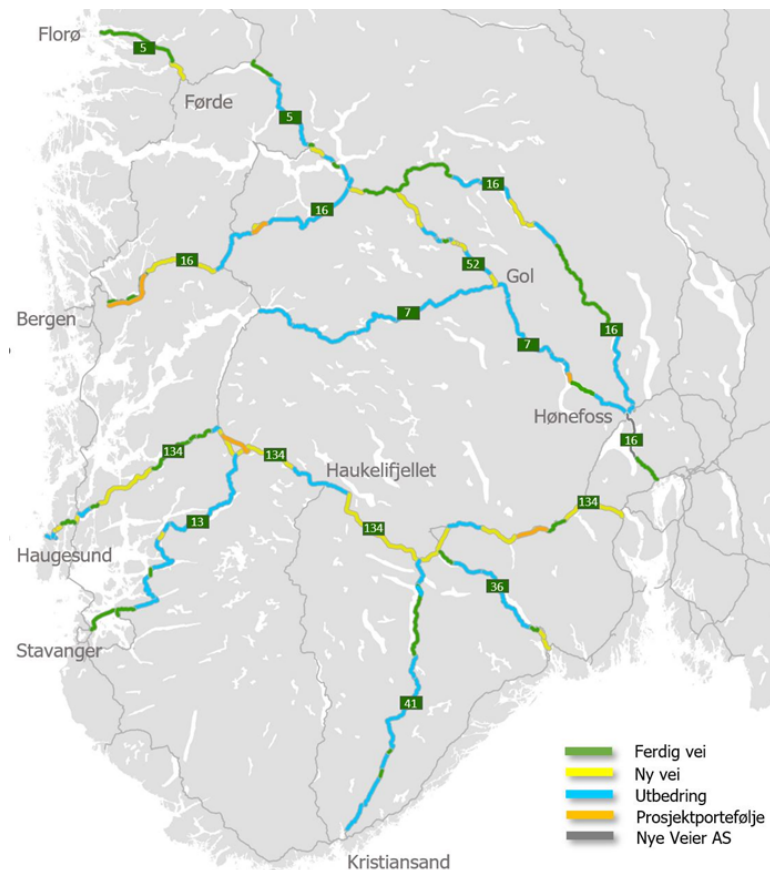 Florø
5
Førde
5
16
16
16
52
Gol
Bergen
7
16
7
Hønefoss
16
134
134
Haukelifjellet
134
13
134
Haugesund
36
Stavanger
41
Ferdig vei
Ny vei
Utbedring
Prosjektportefølje
Nye Veier AS
Kristiansand